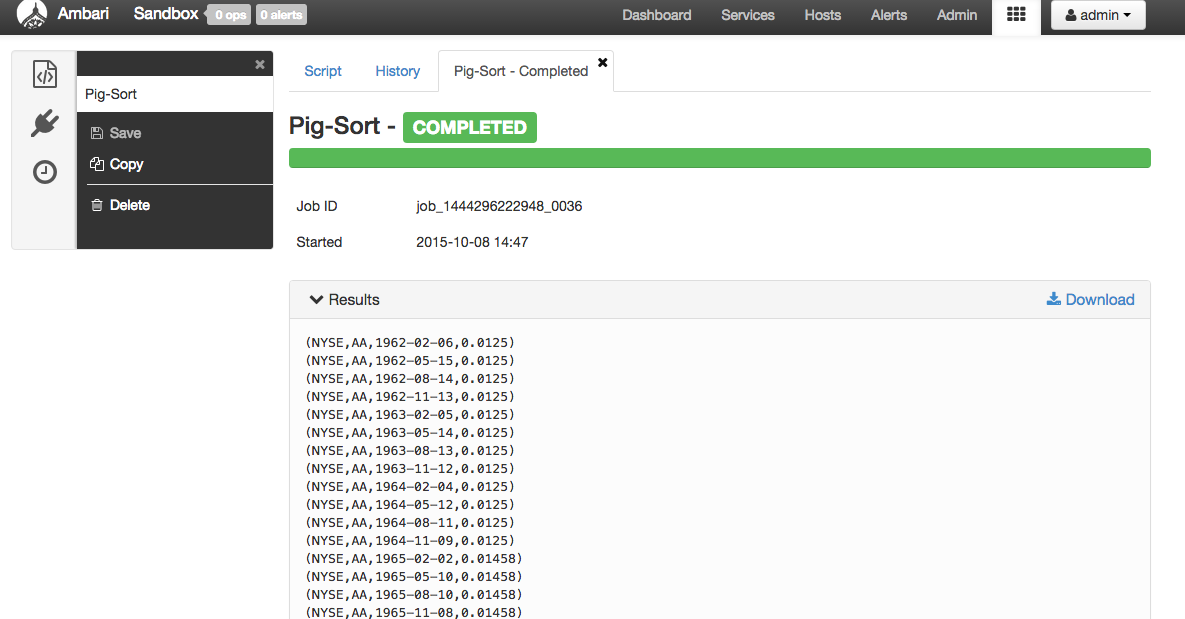 Ambari Sandbox 0 ops 0 alerts Dashboard Services Hosts Alerts Admin admin
Pig-Sort
Save
Copy
Delete
Script History Pig-Sort - Completed
Pig-Sort - COMPLETED
Job ID job_1444296222948_0036
Started 2015-10-08 14:47
Results Download
(NYSE,AA,1962-02-06,0.0125)
(NYSE,AA,1962-05-15,0.0125)
(NYSE,AA,1962-08-14,0.0125)
(NYSE,AA,1962-11-13,0.0125)
(NYSE,AA,1963-02-05,0.0125)
(NYSE,AA,1963-05-14,0.0125)
(NYSE,AA,1963-08-13,0.0125)
(NYSE,AA,1963-11-12,0.0125)
(NYSE,AA,1964-02-04,0.0125)
(NYSE,AA,1964-05-12,0.0125)
(NYSE,AA,1964-08-11,0.0125)
(NYSE,AA,1964-11-09,0.0125)
(NYSE,AA,1965-02-02,0.01458)
(NYSE,AA,1965-05-10,0.01458)
(NYSE,AA,1965-08-10,0.01458)
(NYSE,AA,1965-11-08,0.01458)